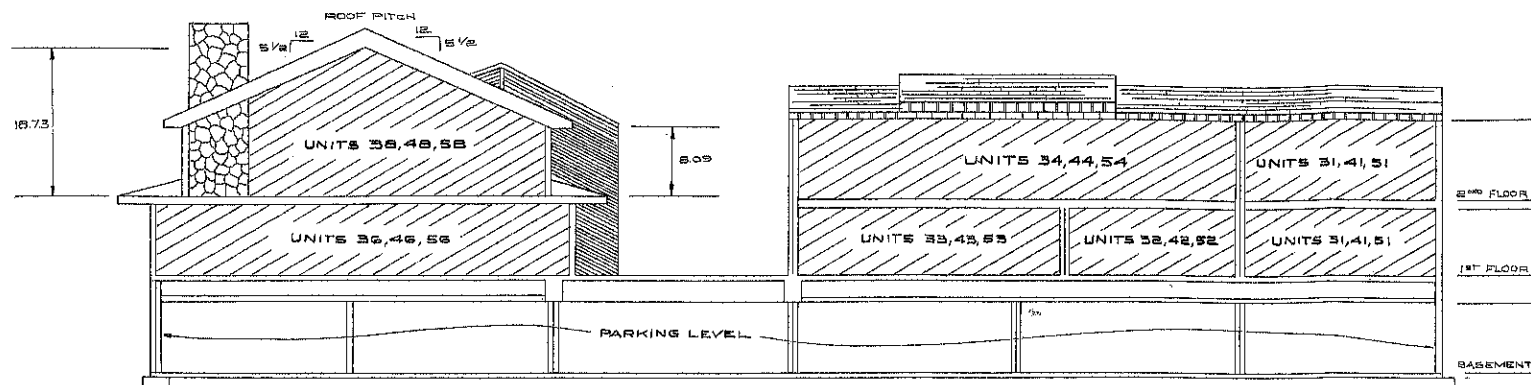 ROOF PITCH
12
5 1/2
12
5 1/2
18.73
8.09
UNITS 38,48,58
UNITS 34,44,54
UNITS 31,41,51
2ND FLOOR
UNITS 36,46,56
UNITS 33,43,53
UNITS 32,42,52
UNITS 31,41,51
1ST FLOOR
PARKING LEVEL
BASEMENT